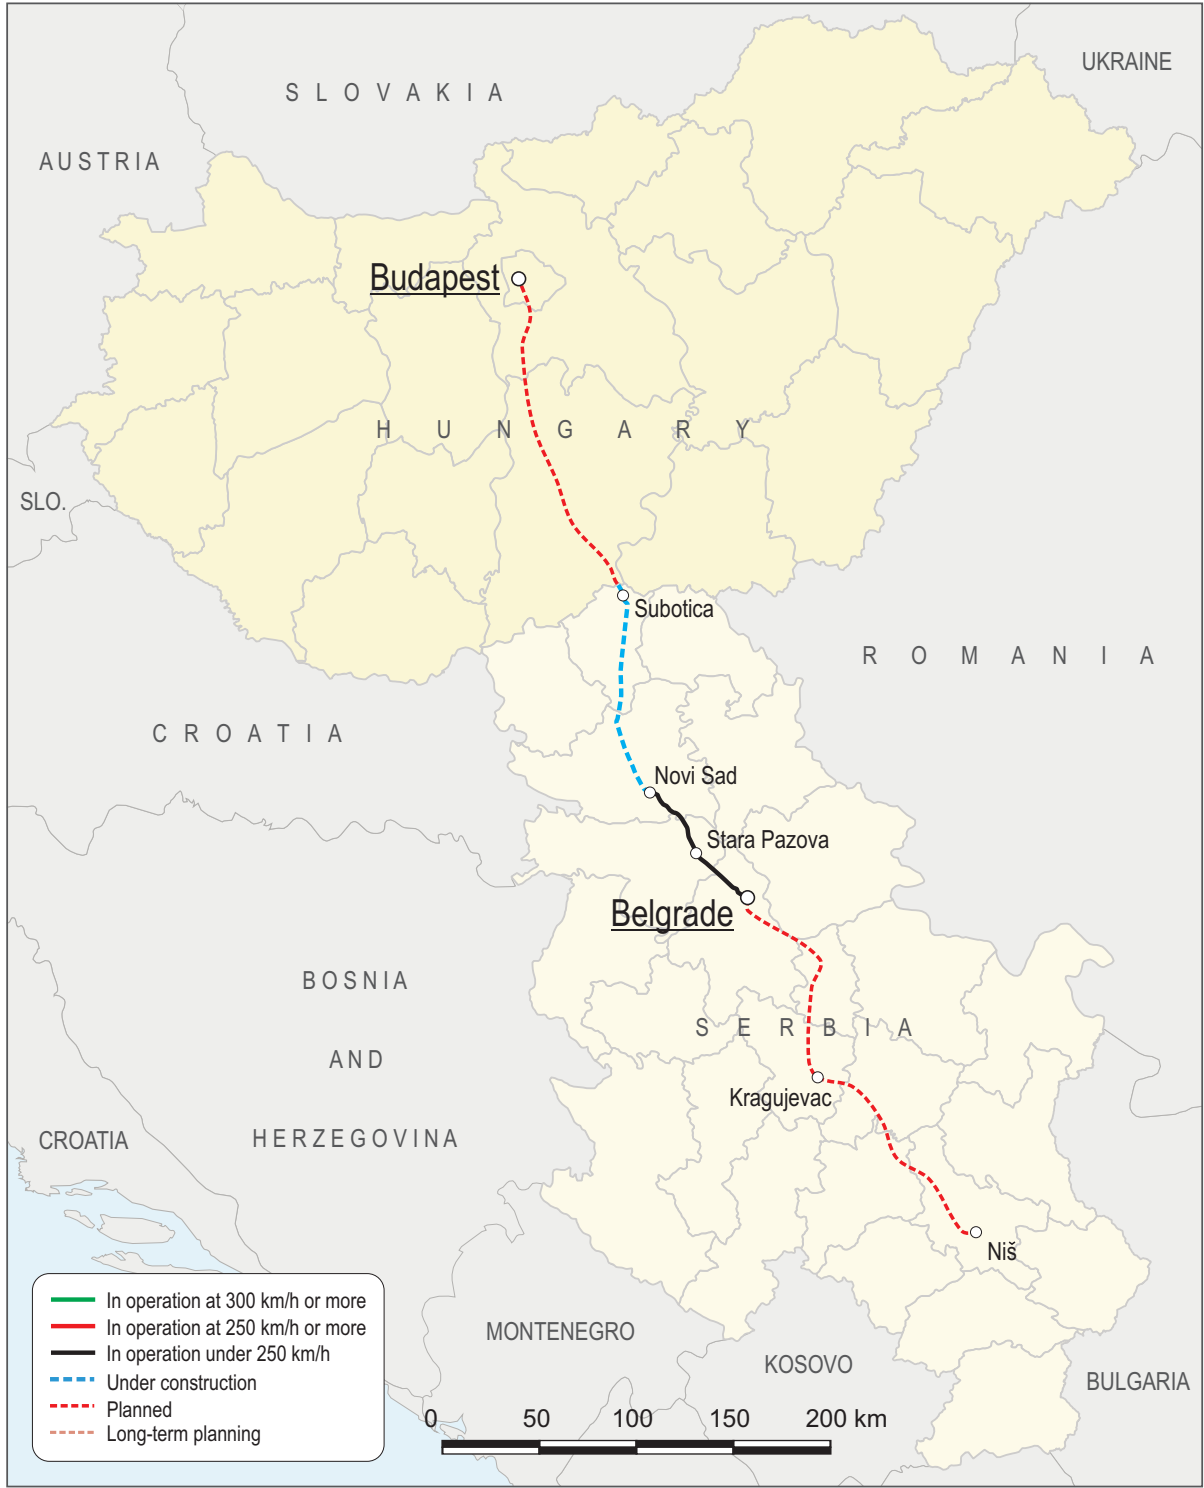 UKRAINE
SLOVAKIA
AUSTRIA
Budapest
HUNGARY
SLO.
Subotica
ROMANIA
CROATIA
Novi Sad
Stara Pazova
Belgrade
BOSNIA
AND
HERZEGOVINA
SERBIA
Kragujevac
CROATIA
Niš
MONTENEGRO
KOSOVO
BULGARIA
In operation at 300 km/h or more
In operation at 250 km/h or more
In operation under 250 km/h
Under construction
Planned
Long-term planning
0 50 100 150 200 km